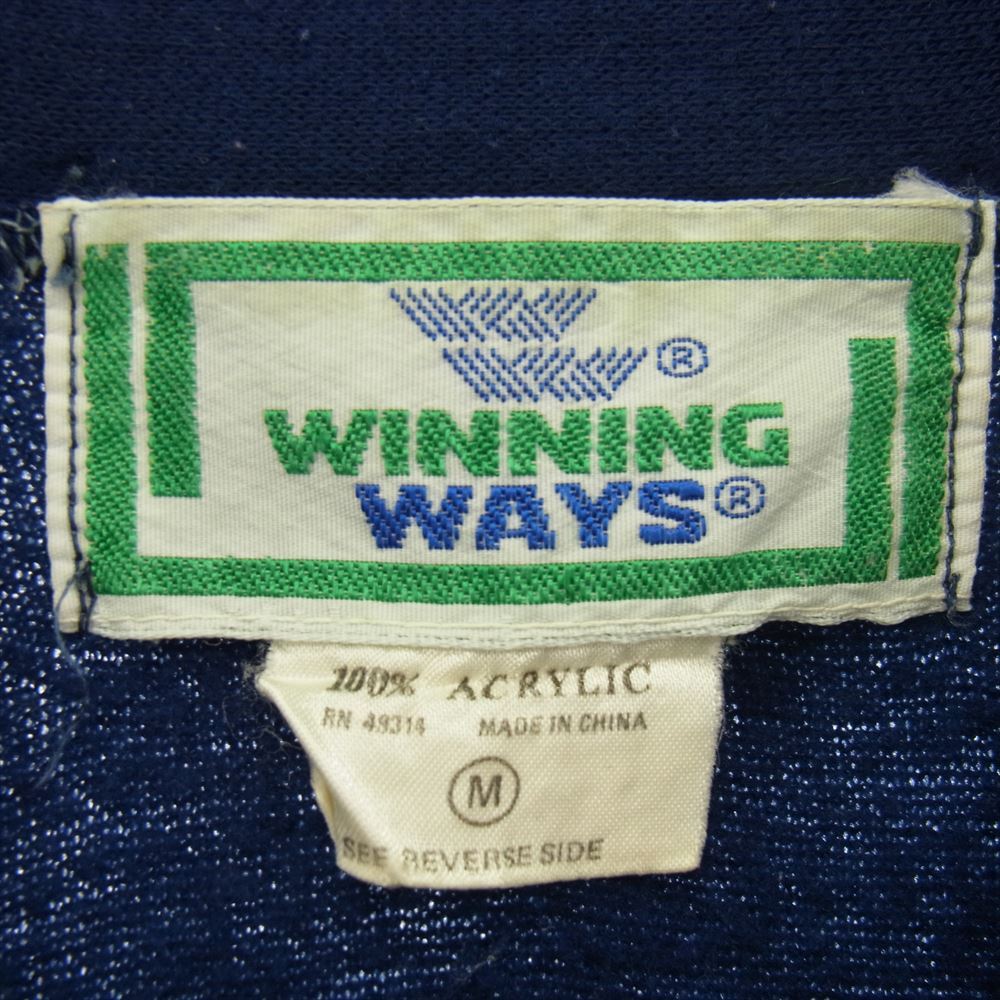 ®
WINNING
WAYS®
100% ACRYLIC
RN 49314 MADE IN CHINA
M
SEE REVERSE SIDE